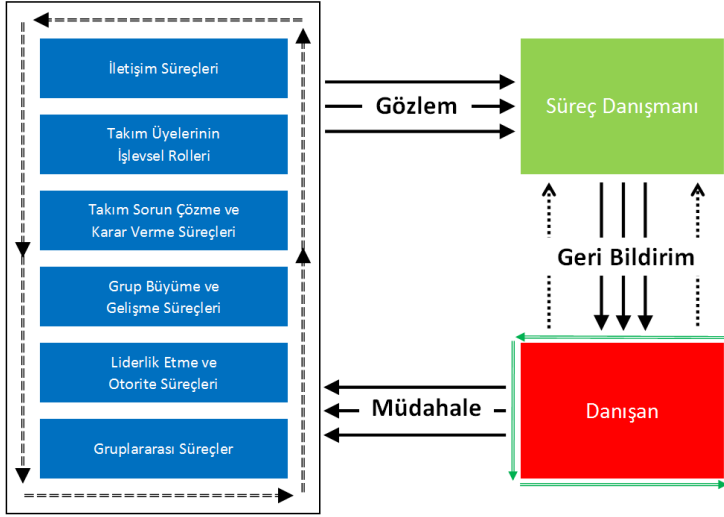 İletişim Süreçleri
Takım Üyelerinin
İşlevsel Rolleri
Takım Sorun Çözme ve
Karar Verme Süreçleri
Grup Büyüme ve
Gelişme Süreçleri
Liderlik Etme ve
Otorite Süreçleri
Gruplararası Süreçler
Gözlem
Süreç Danışmanı
Geri Bildirim
Müdahale
Danışan